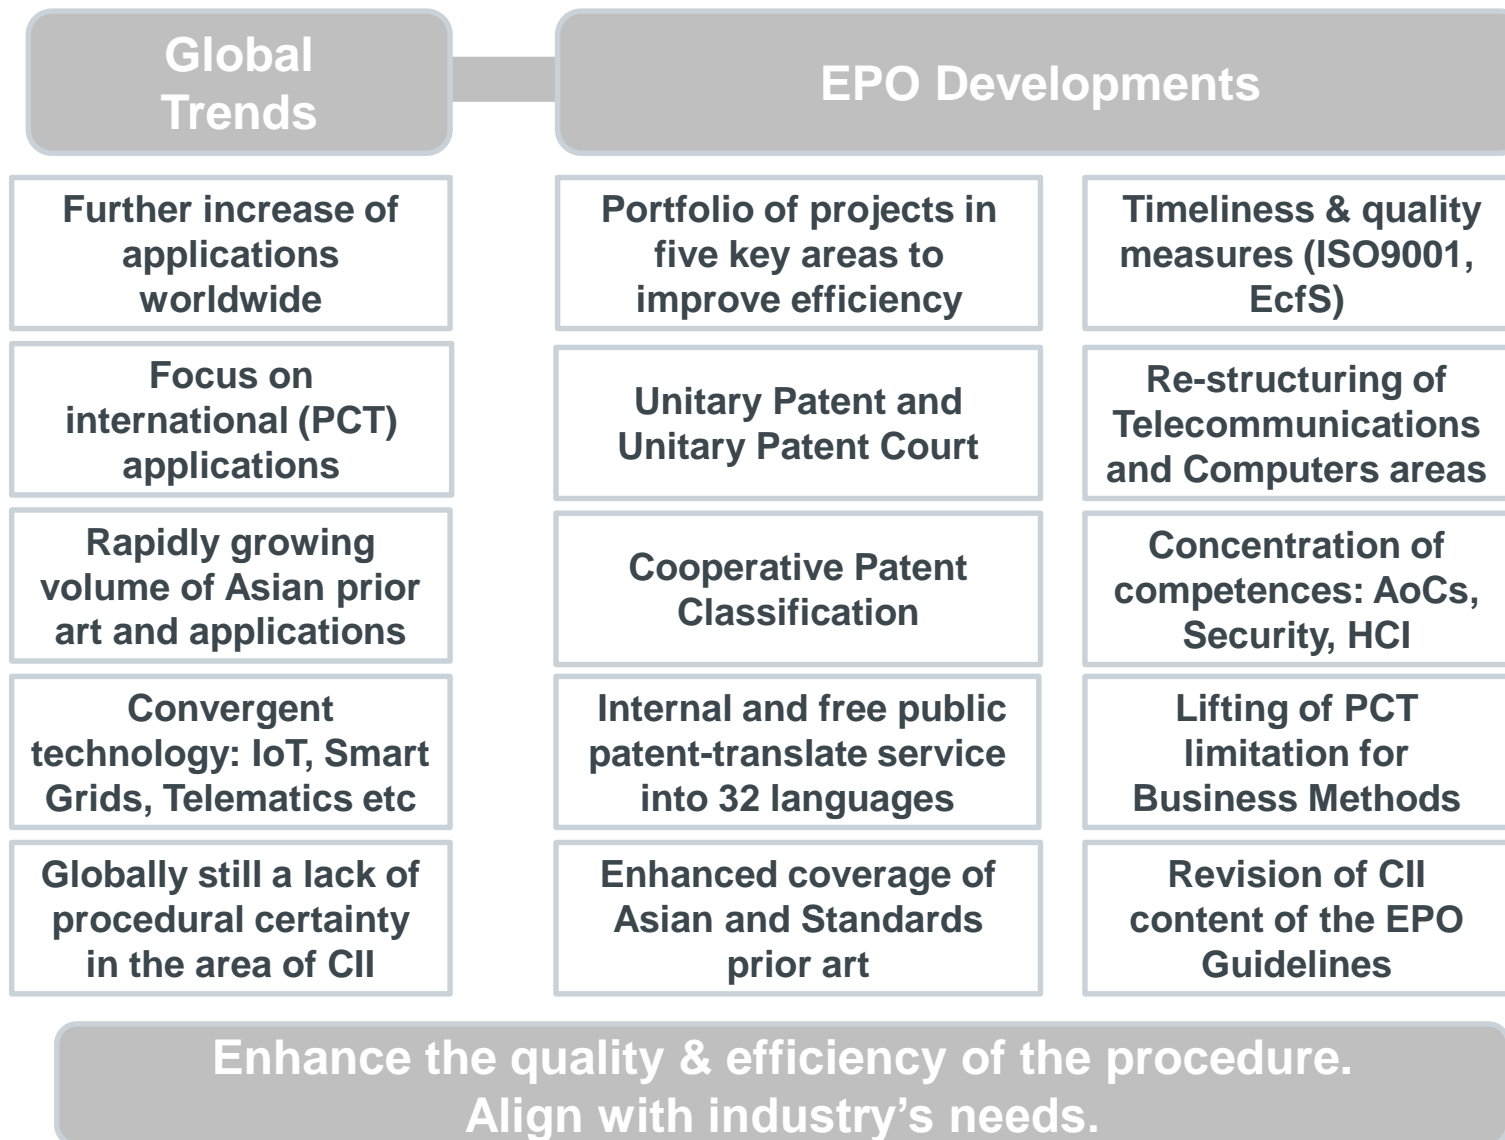 Global
Trends
EPO Developments
Further increase of
applications
worldwide
Focus on
international (PCT)
applications
Rapidly growing
volume of Asian prior
art and applications
Convergent
technology: IoT, Smart
Grids, Telematics etc
Globally still a lack of
procedural certainty
in the area of CII
Portfolio of projects in
five key areas to
improve efficiency
Unitary Patent and
Unitary Patent Court
Cooperative Patent
Classification
Internal and free public
patent-translate service
into 32 languages
Enhanced coverage of
Asian and Standards
prior art
Timeliness & quality
measures (ISO9001,
EcfS)
Re-structuring of
Telecommunications
and Computers areas
Concentration of
competences: AoCs,
Security, HCI
Lifting of PCT
limitation for
Business Methods
Revision of CII
content of the EPO
Guidelines
Enhance the quality & efficiency of the procedure.
Align with industry’s needs.